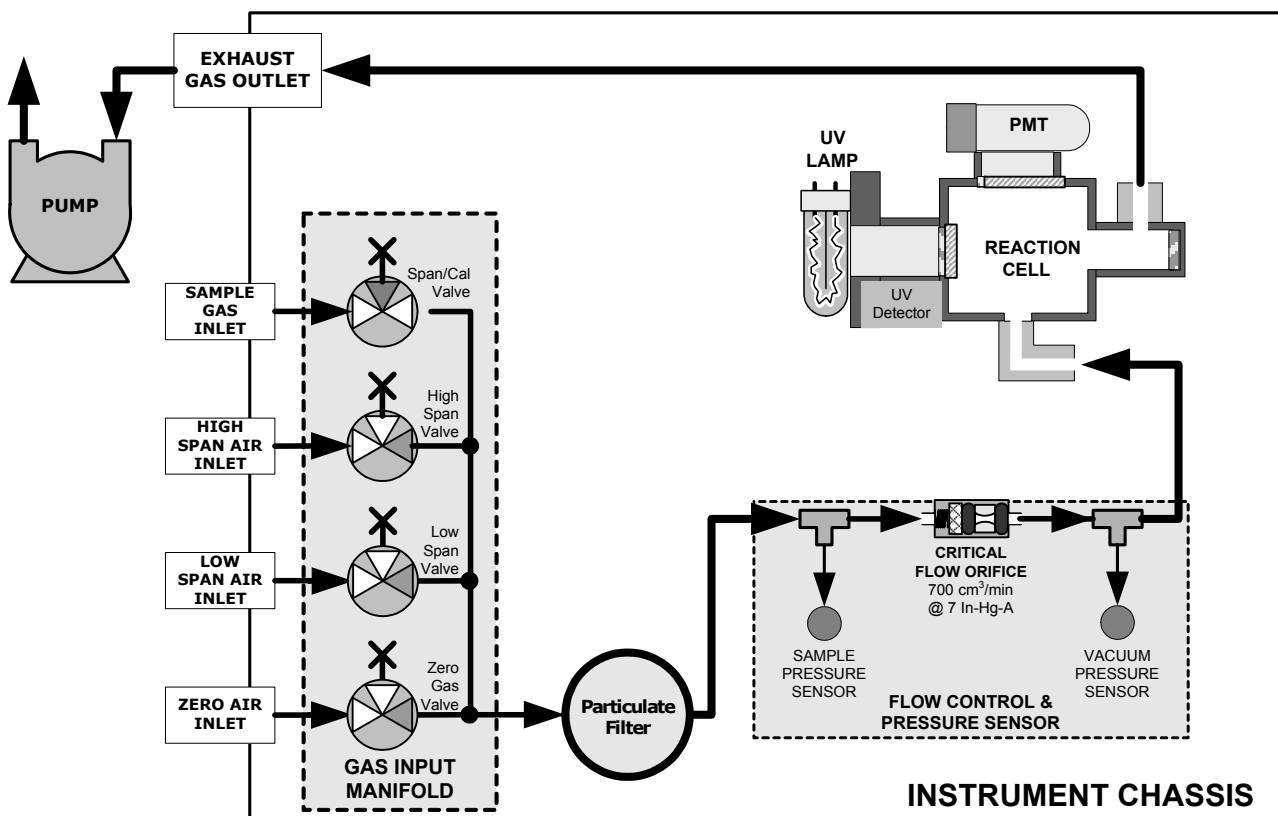 EXHAUST
GAS OUTLET
PUMP
UV
LAMP
PMT
REACTION
CELL
UV
Detector
SAMPLE
GAS
INLET
Span/Cal
Valve
HIGH
SPAN AIR
INLET
High
Span
Valve
LOW
SPAN AIR
INLET
Low
Span
Valve
ZERO AIR
INLET
Zero
Gas
Valve
GAS INPUT
MANIFOLD
Particulate
Filter
CRITICAL
FLOW ORIFICE
700 cm³/min
@ 7 In-Hg-A
SAMPLE
PRESSURE
SENSOR
VACUUM
PRESSURE
SENSOR
FLOW CONTROL &
PRESSURE SENSOR
INSTRUMENT CHASSIS